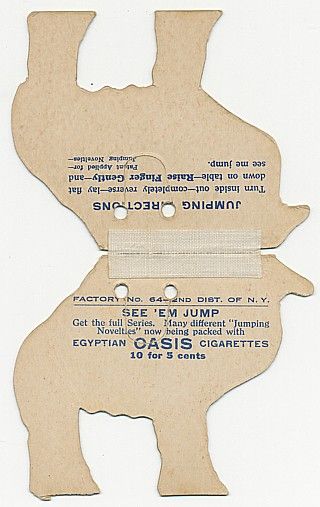 JUMPING DIRECTIONS
Turn inside out—completely reverse—lay flat
down on table—Raise Finger Gently—and
see me jump.
Patent Applied for—
Jumping Novelties—
FACTORY No. 64—2ND DIST. OF N.Y.
SEE 'EM JUMP
Get the full Series. Many different "Jumping
Novelties" now being packed with
EGYPTIAN OASIS CIGARETTES
10 for 5 cents